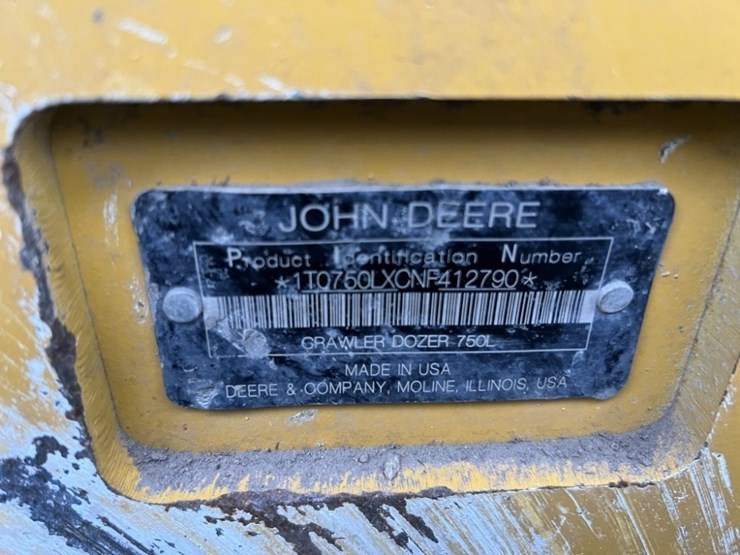 JOHN DEERE
Product Identification Number
*1T0750LXCNF412790*
CRAWLER DOZER 750L
MADE IN USA
DEERE & COMPANY, MOLINE, ILLINOIS, USA